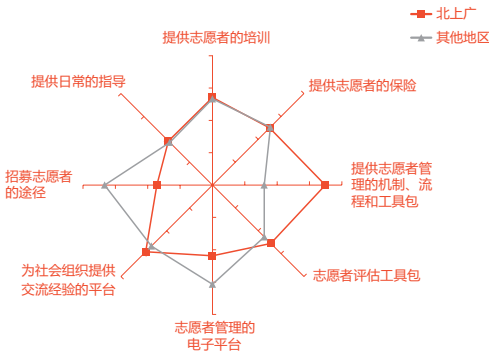 北上广
其他地区
提供志愿者的培训
提供日常的指导
提供志愿者的保险
招募志愿者
的途径
提供志愿者管
理的机制、流
程和工具包
为社会组织提供
交流经验的平台
志愿者评估工具包
志愿者管理的
电子平台